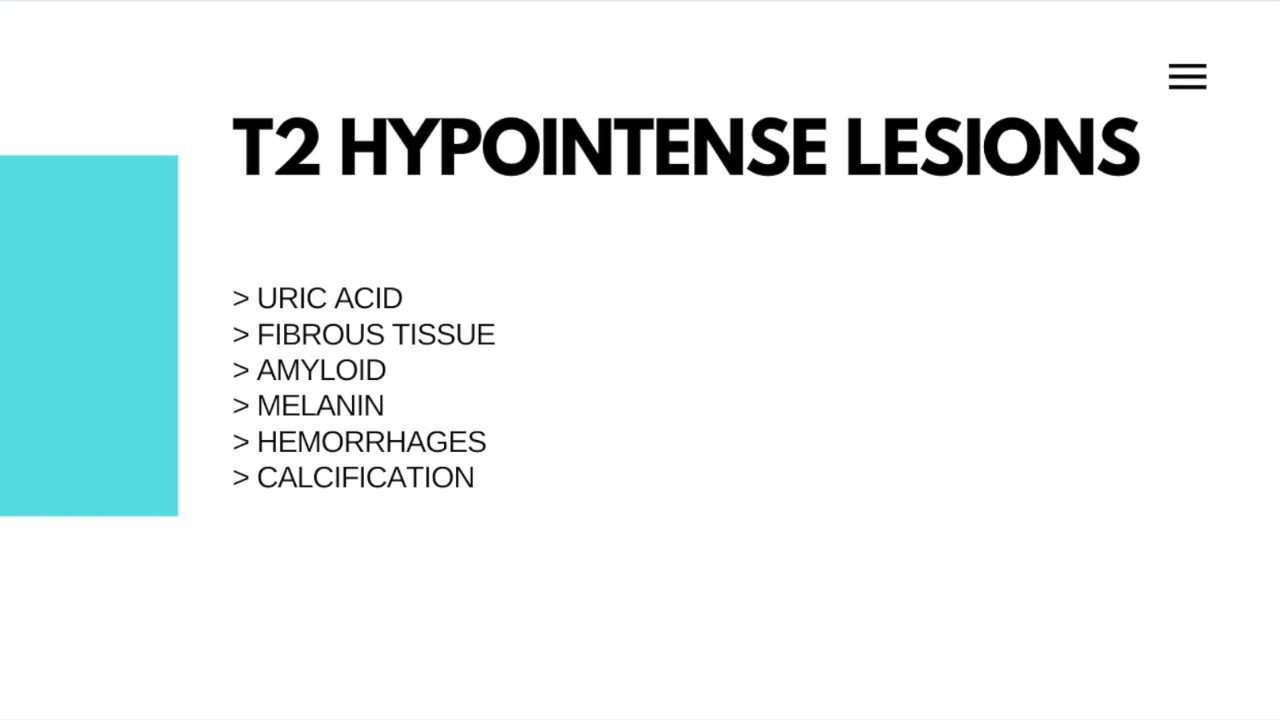 T2 HYPOINTENSE LESIONS
> URIC ACID
> FIBROUS TISSUE
> AMYLOID
> MELANIN
> HEMORRHAGES
> CALCIFICATION